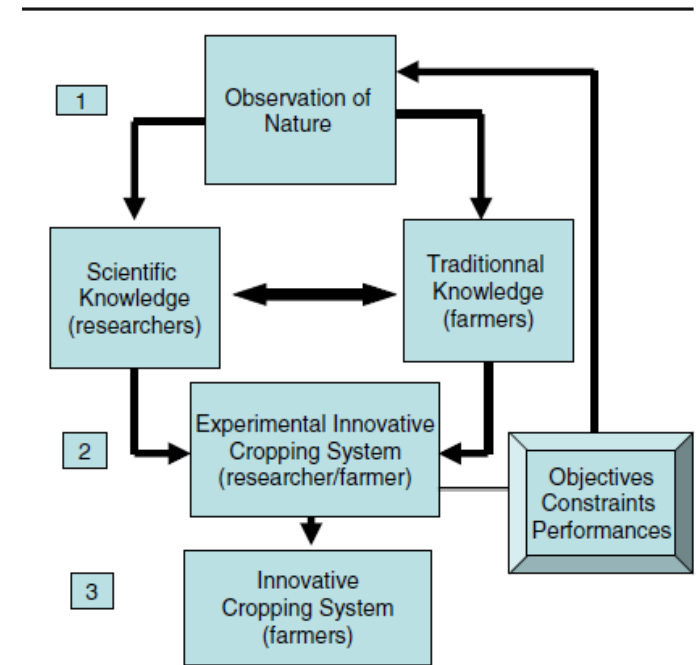 1
Observation of
Nature
Scientific
Knowledge
(researchers)
Traditionnal
Knowledge
(farmers)
2
Experimental Innovative
Cropping System
(researcher/farmer)
Objectives
Constraints
Performances
3
Innovative
Cropping System
(farmers)